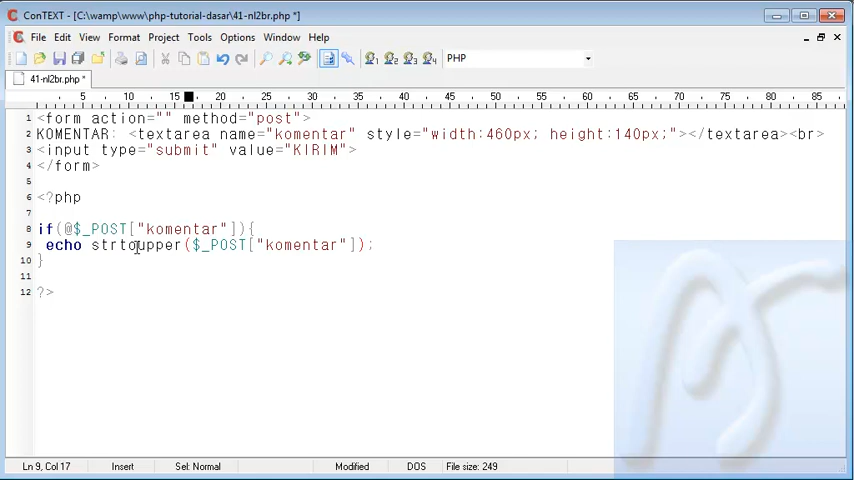 ConTEXT - [C:\wamp\www\php-tutorial-dasar\41-nl2br.php *]
File Edit View Format Project Tools Options Window Help
PHP
41-nl2br.php *
5 10 15 20 25 30 35 40 45 50 55 60 65 70 75 80 85
1 <form action="" method="post">
2 KOMENTAR: <textarea name="komentar" style="width:460px; height:140px;"></textarea><br>
3 <input type="submit" value="KIRIM">
4 </form>
5
6 <?php
7
8 if(@$_POST["komentar"]){
9 echo strtoupper($_POST["komentar"]);
10 }
11
12 ?>
Ln 9, Col 17 Insert Sel: Normal Modified DOS File size: 249